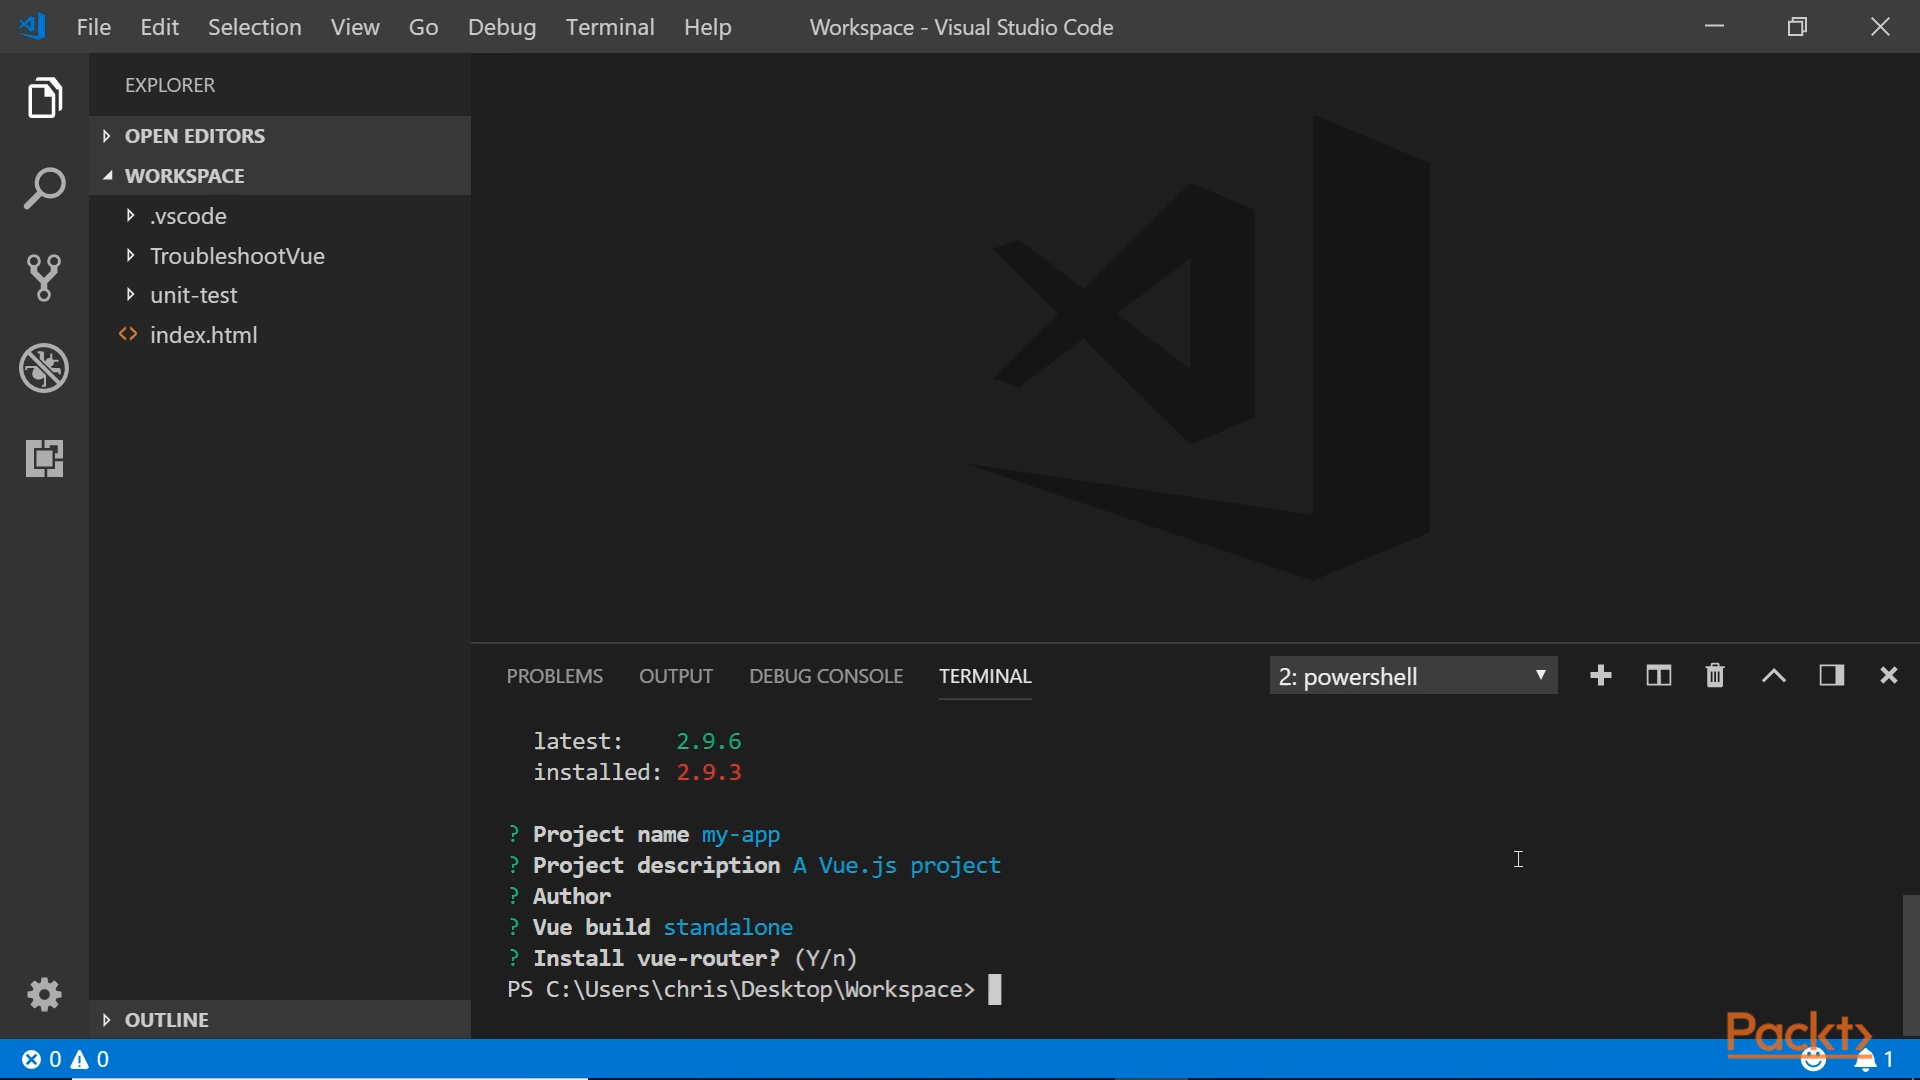 File Edit Selection View Go Debug Terminal Help Workspace - Visual Studio Code
EXPLORER
OPEN EDITORS
WORKSPACE
.vscode
TroubleshootVue
unit-test
index.html
OUTLINE
PROBLEMS OUTPUT DEBUG CONSOLE TERMINAL 2: powershell
latest: 2.9.6
installed: 2.9.3
? Project name my-app
? Project description A Vue.js project
? Author
? Vue build standalone
? Install vue-router? (Y/n)
PS C:\Users\chris\Desktop\Workspace>
Packt>
0 0 1